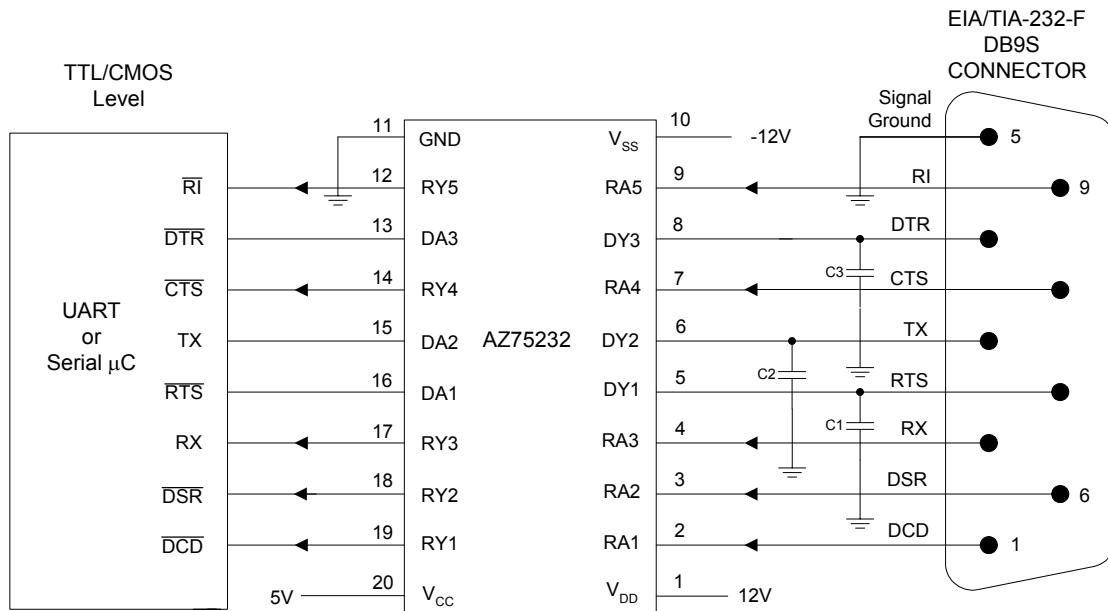 EIA/TIA-232-F
DB9S
CONNECTOR
TTL/CMOS
Level
Signal
Ground
11 GND VSS 10 -12V 5
RI 12 RY5 RA5 9 RI 9
DTR 13 DA3 DY3 8 DTR
C3
CTS 14 RY4 RA4 7 CTS
UART
or
Serial µC
TX 15 DA2 AZ75232 DY2 6 TX
C2
RTS 16 DA1 DY1 5 RTS
C1
RX 17 RY3 RA3 4 RX
DSR 18 RY2 RA2 3 DSR 6
DCD 19 RY1 RA1 2 DCD 1
5V 20 VCC VDD 1 12V